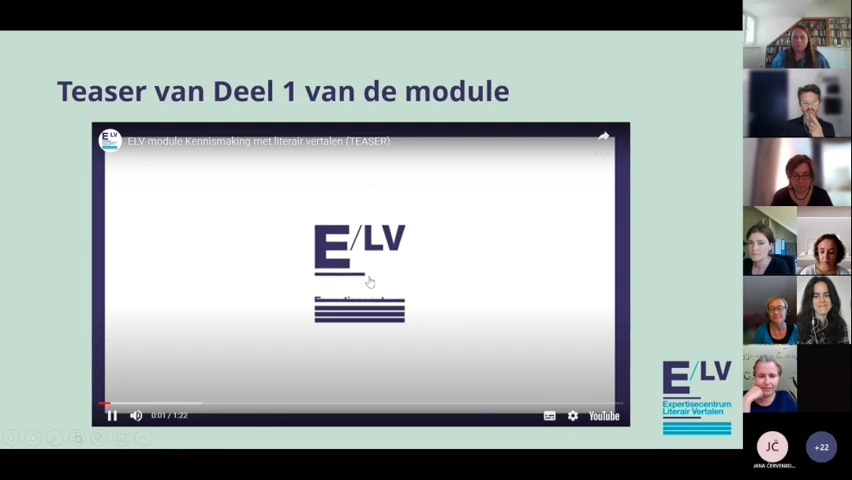 Teaser van Deel 1 van de module
E/LV
ELV-module Kennismaking met literair vertalen (TEASER)
E/LV
0:01 / 1:22
YouTube
E/LV
Expertisecentrum
Literair Vertalen
JČ
+22